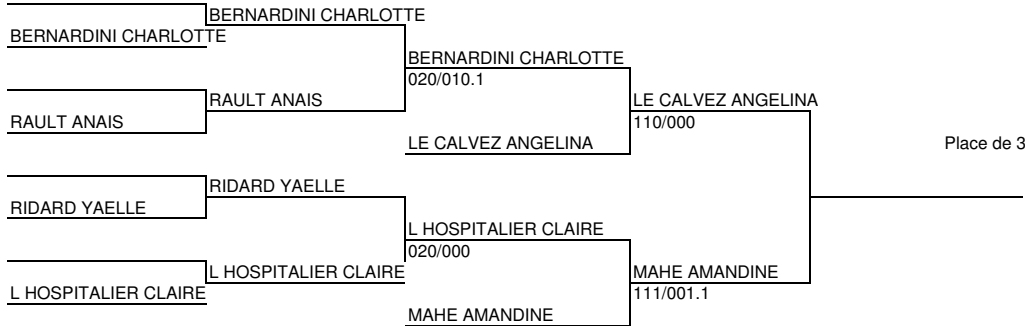 BERNARDINI CHARLOTTE
BERNARDINI CHARLOTTE
BERNARDINI CHARLOTTE
020/010.1
RAULT ANAIS
LE CALVEZ ANGELINA
RAULT ANAIS
110/000
LE CALVEZ ANGELINA
Place de 3
RIDARD YAELLE
RIDARD YAELLE
L HOSPITALIER CLAIRE
020/000
L HOSPITALIER CLAIRE
MAHE AMANDINE
L HOSPITALIER CLAIRE
111/001.1
MAHE AMANDINE